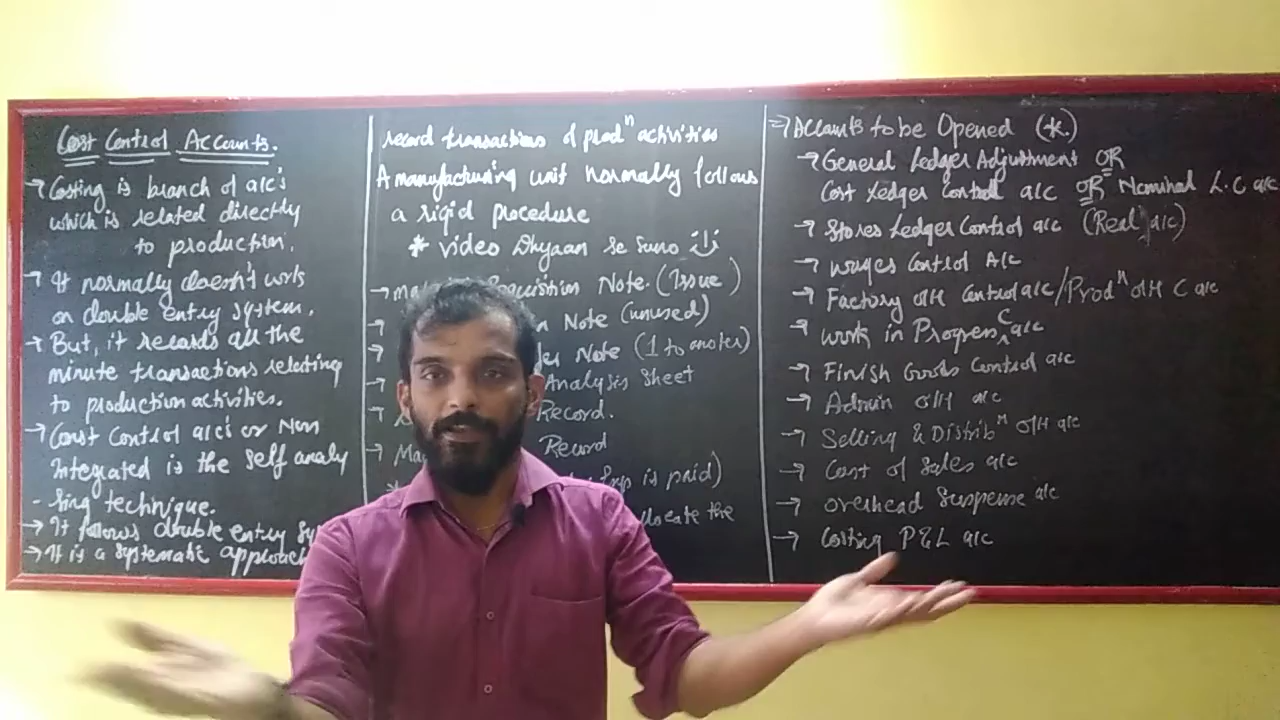 Cost Control Accounts.
→ Costing is branch of a/c's
which is related directly
to production.
→ It normally doesn't work
on double entry system.
→ But, it records all the
minute transactions relating
to production activities.
→ Cost Control a/c's or Non
Integrated is the self analy
- sing technique.
→ It follows double entry Sy
→ It is a systematic approach
record transactions of prodⁿ activities
A manufacturing unit normally follows
a rigid procedure
* video Dhyaan se Suno
→ Requisition Note. (Issue)
→ Note (unused)
→ Note (1 to another)
→ Analysis Sheet
→ Record.
→ Record
is paid)
the
⇒ Accounts to be Opened (*.)
→ General Ledger Adjustment OR
Cost Ledger Control a/c OR Nominal L.C a/c
→ Stores Ledger Control a/c (Real a/c)
→ wages Control A/c
→ Factory O/H Control a/c/Prodⁿ O/H C a/c
→ Work in Progress C a/c
→ Finish Goods Control a/c
→ Admin O/H a/c
→ Selling & Distribⁿ O/H a/c
→ Cost of Sales a/c
→ Overhead Suspense a/c
→ Costing P&L a/c